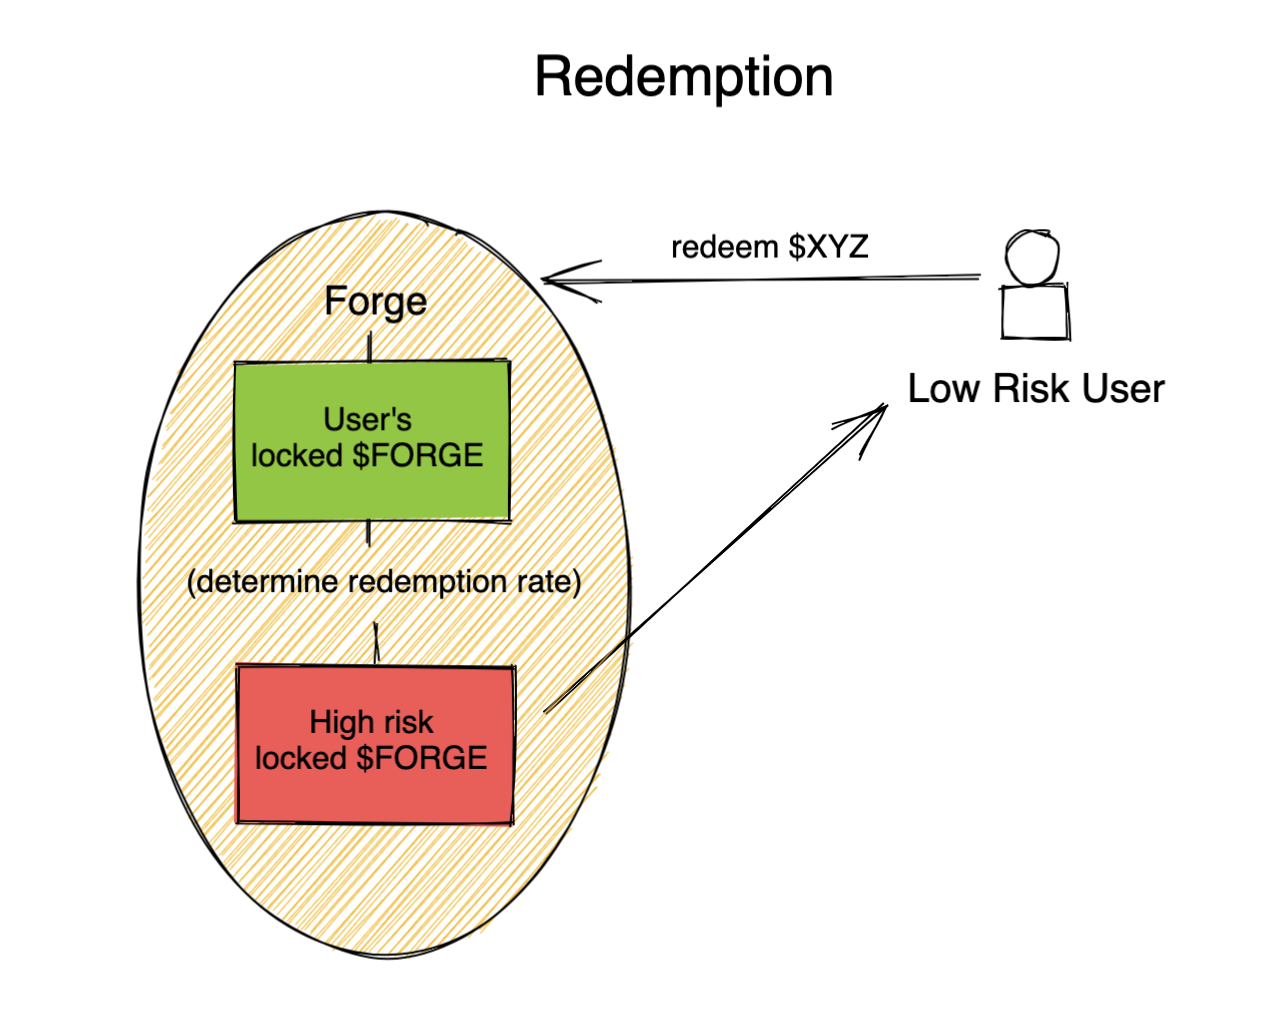 Redemption
redeem $XYZ
Forge
Low Risk User
User's
locked $FORGE
(determine redemption rate)
High risk
locked $FORGE